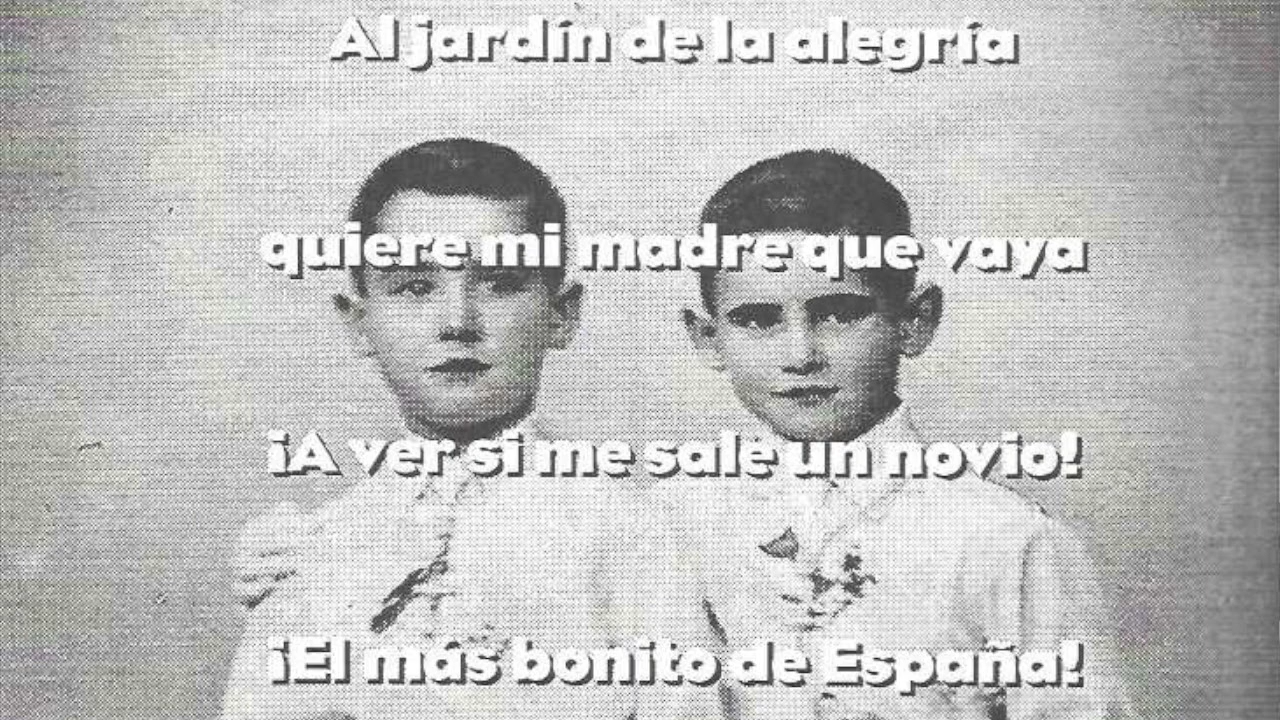 Al jardín de la alegría
quiere mi madre que vaya
¡A ver si me sale un novio!
¡El más bonito de España!